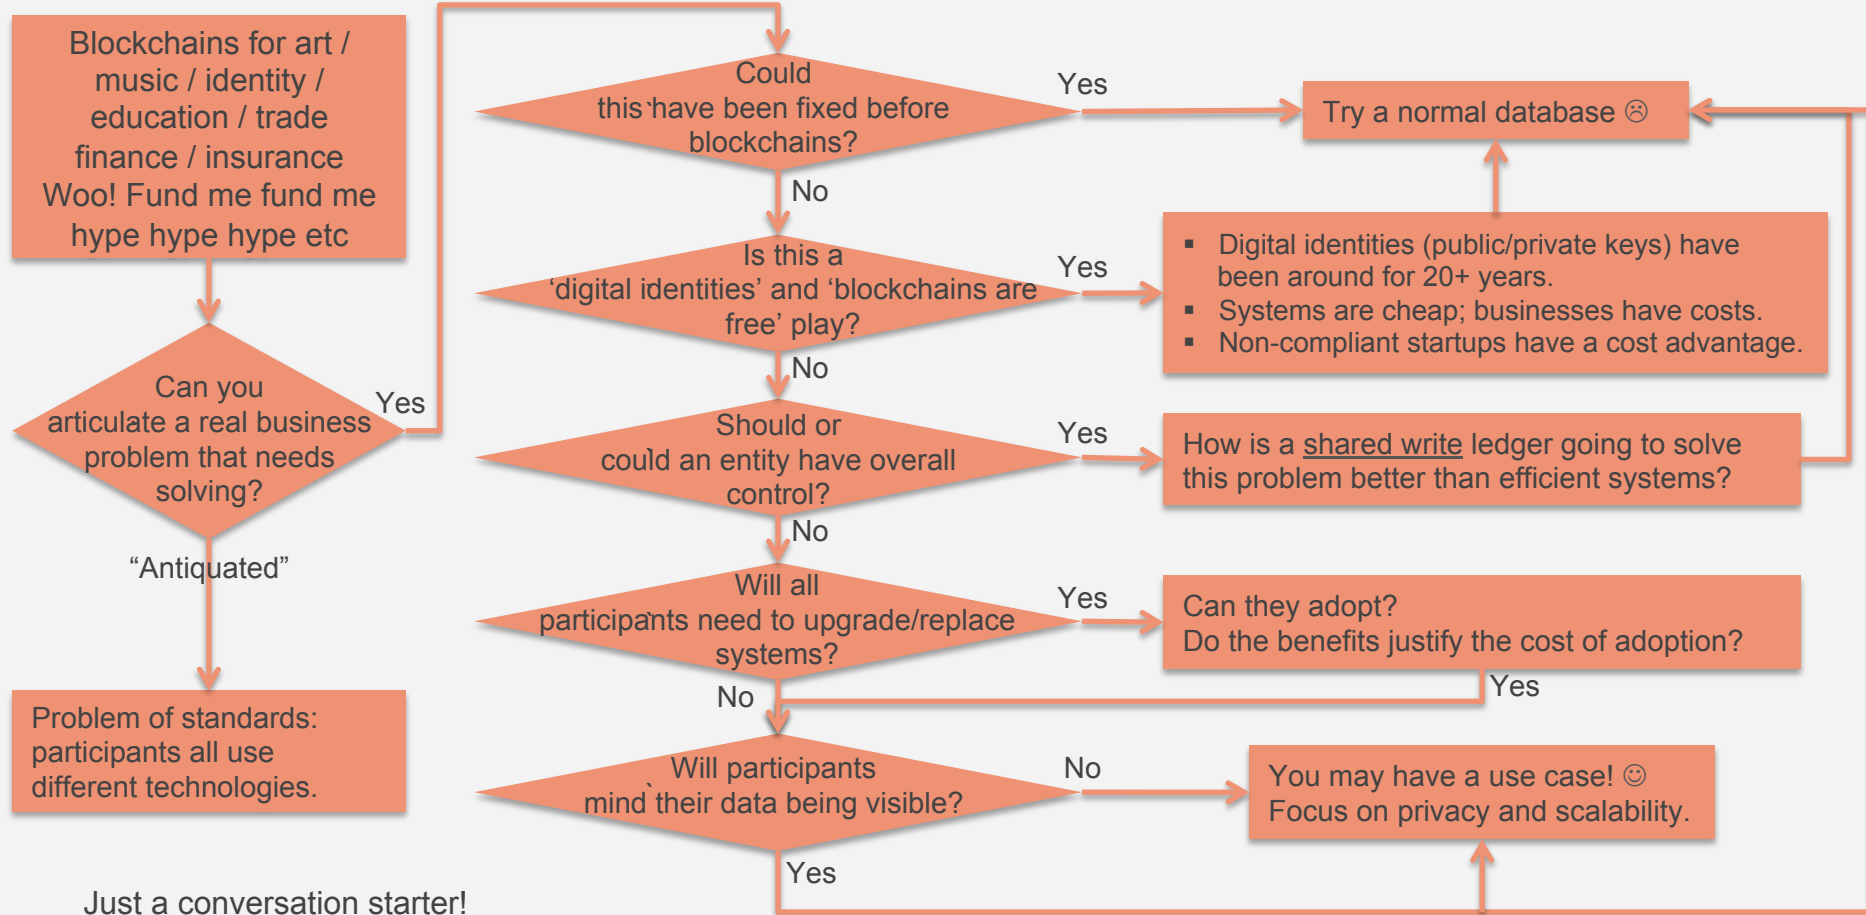 Blockchains for art /
music / identity /
education / trade
finance / insurance
Woo! Fund me fund me
hype hype hype etc
Can you
articulate a real business
problem that needs
solving?
Yes
“Antiquated”
Problem of standards:
participants all use
different technologies.
Just a conversation starter!
Could
this have been fixed before
blockchains?
Yes
Try a normal database ☹
No
Is this a
‘digital identities’ and ‘blockchains are
free’ play?
Yes
▪ Digital identities (public/private keys) have
been around for 20+ years.
▪ Systems are cheap; businesses have costs.
▪ Non-compliant startups have a cost advantage.
No
Should or
could an entity have overall
control?
Yes
How is a shared write ledger going to solve
this problem better than efficient systems?
No
Will all
participants need to upgrade/replace
systems?
Yes
Can they adopt?
Do the benefits justify the cost of adoption?
Yes
No
Will participants
mind their data being visible?
No
You may have a use case! ☺
Focus on privacy and scalability.
Yes